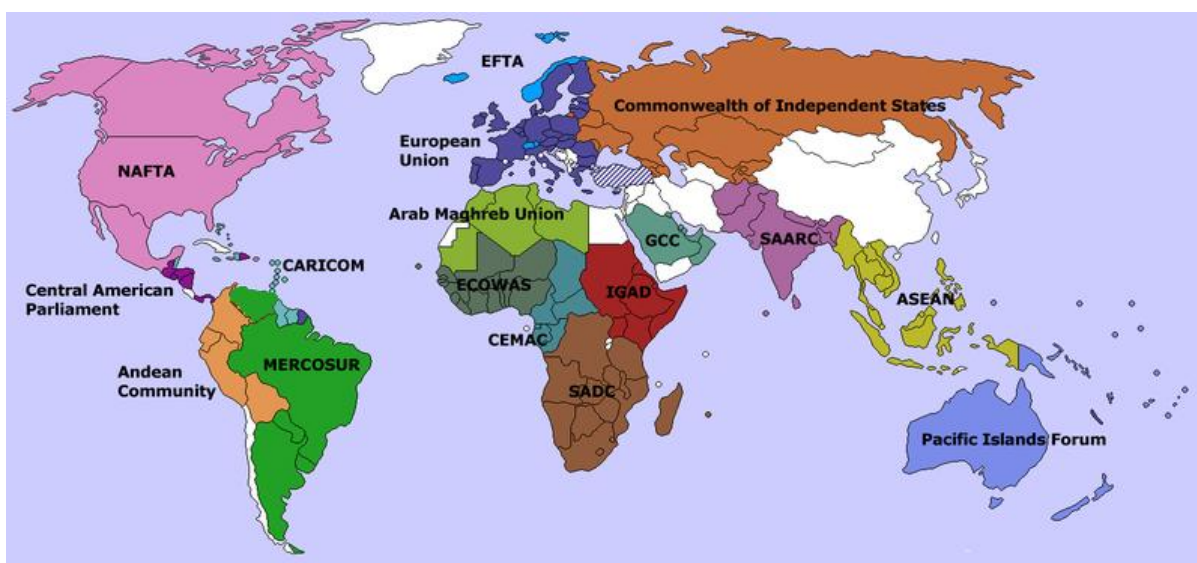 EFTA
Commonwealth of Independent States
European
Union
NAFTA
Arab Maghreb Union
GCC
SAARC
CARICOM
ECOWAS
IGAD
Central American
Parliament
ASEAN
CEMAC
MERCOSUR
Andean
Community
SADC
Pacific Islands Forum